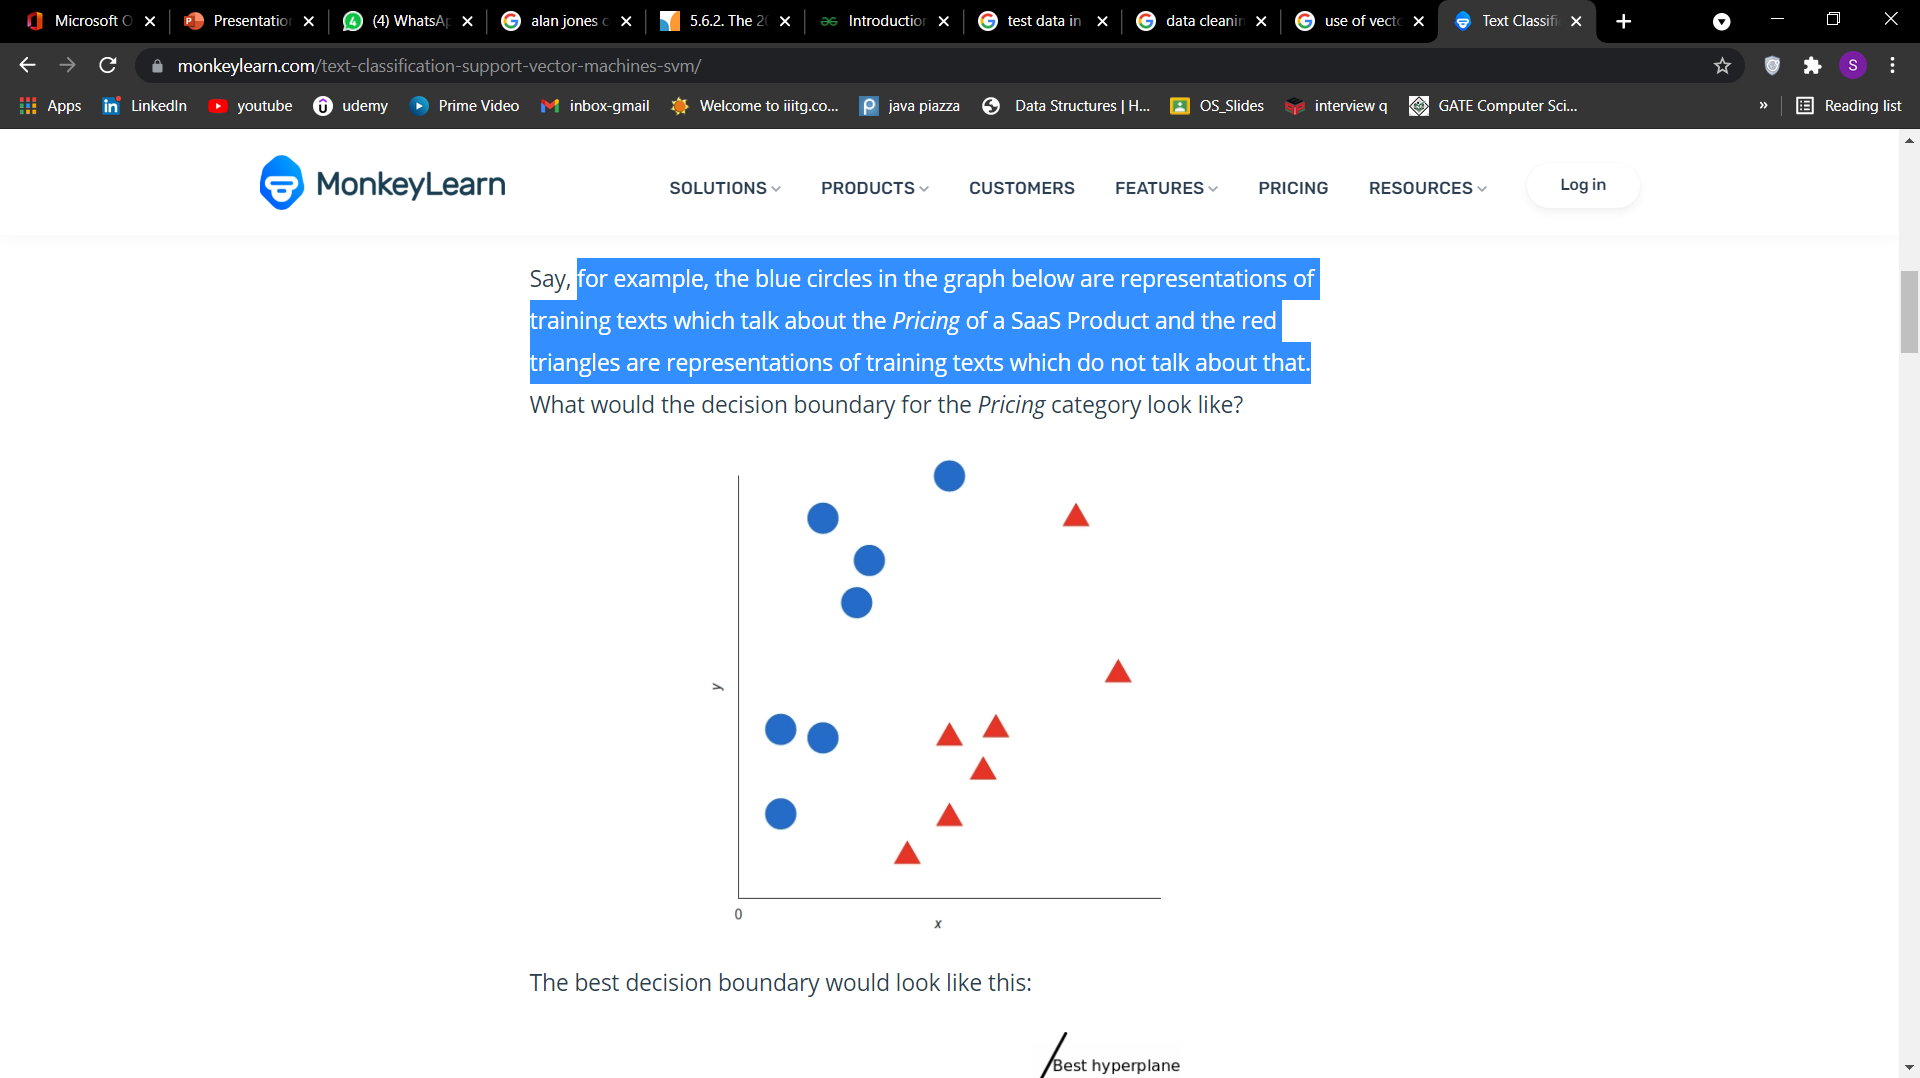 Microsoft O
Presentation
(4) WhatsAp
alan jones c
5.6.2. The 20
Introduction
test data in
data cleanin
use of vecto
Text Classifi
monkeylearn.com/text-classification-support-vector-machines-svm/
S
Apps
LinkedIn
youtube
udemy
Prime Video
inbox-gmail
Welcome to iiitg.co...
java piazza
Data Structures | H...
OS_Slides
interview q
GATE Computer Sci...
»
Reading list
MonkeyLearn
SOLUTIONS
PRODUCTS
CUSTOMERS
FEATURES
PRICING
RESOURCES
Log in
Say, for example, the blue circles in the graph below are representations of
training texts which talk about the Pricing of a SaaS Product and the red
triangles are representations of training texts which do not talk about that.
What would the decision boundary for the Pricing category look like?
y
0
x
The best decision boundary would look like this:
Best hyperplane